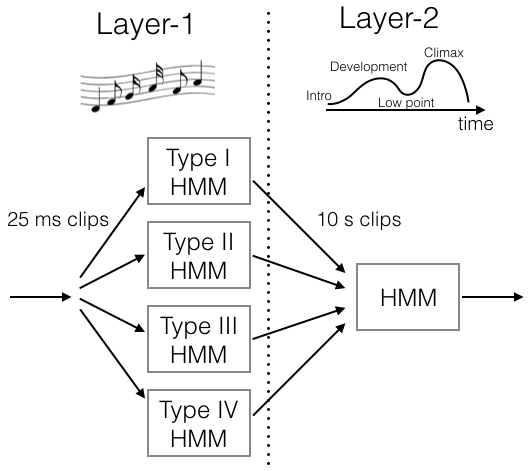 Layer-1
Layer-2
Climax
Development
Intro
Low point
time
Type I
HMM
25 ms clips
10 s clips
Type II
HMM
HMM
Type III
HMM
Type IV
HMM